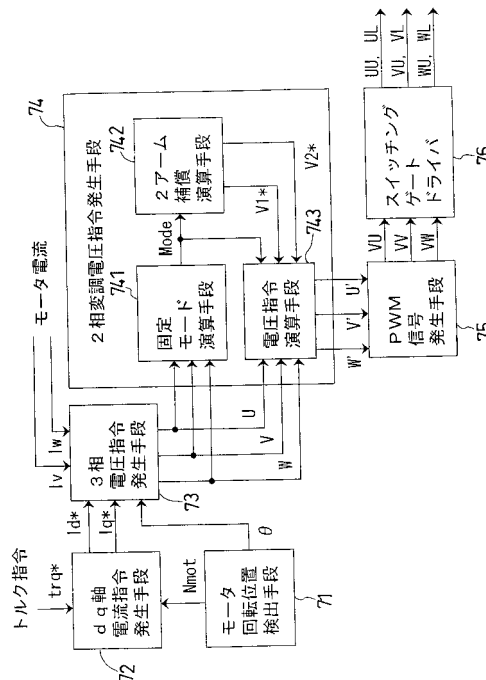 トルク指令
trq*
72
dq軸
電流指令
発生手段
Nmot
モータ
回転位置
検出手段
71
θ
Id*
Iq*
モータ電流
Iv
Iw
3相
電圧指令
発生手段
73
U
V
W
74
2相変調電圧指令発生手段
741
固定
モード
演算手段
Mode
742
2アーム
補償
演算手段
V1*
V2*
743
電圧指令
演算手段
U'
V'
W'
PWM
信号
発生手段
75
VU
VV
VW
スイッチング
ゲート
ドライバ
76
UU, UL
VU, VL
WU, WL